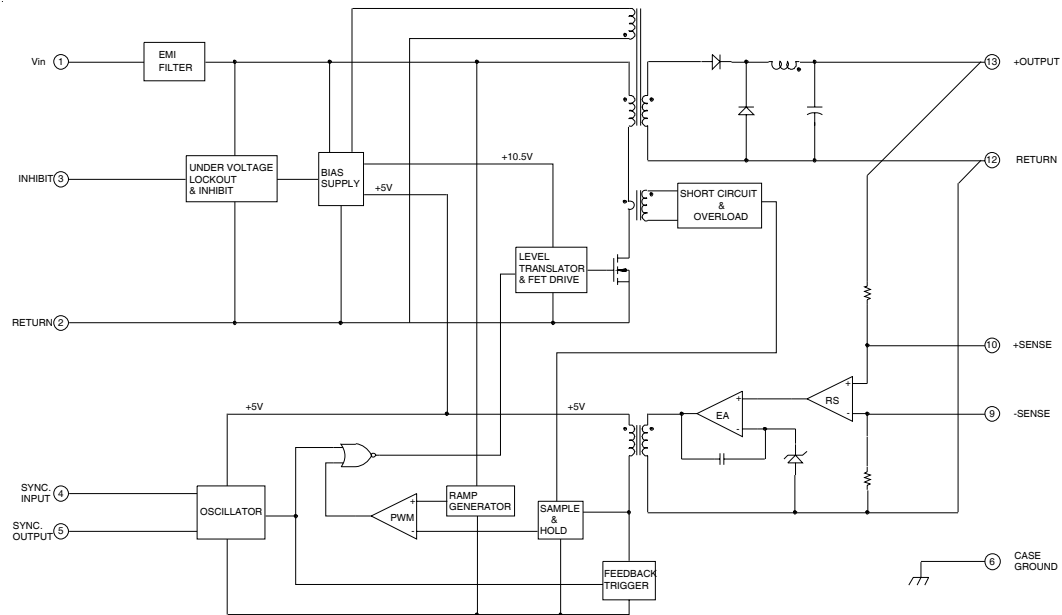 EMI
FILTER
Vin 1
13 +OUTPUT
12 RETURN
INHIBIT 3
UNDER VOLTAGE
LOCKOUT
& INHIBIT
BIAS
SUPPLY
+10.5V
+5V
SHORT CIRCUIT
&
OVERLOAD
LEVEL
TRANSLATOR
& FET DRIVE
RETURN 2
10 +SENSE
+5V
+5V
+
EA
-
+
RS
-
9 -SENSE
SYNC.
INPUT
4
SYNC.
OUTPUT
5
OSCILLATOR
+
PWM
-
RAMP
GENERATOR
SAMPLE
&
HOLD
FEEDBACK
TRIGGER
6
CASE
GROUND